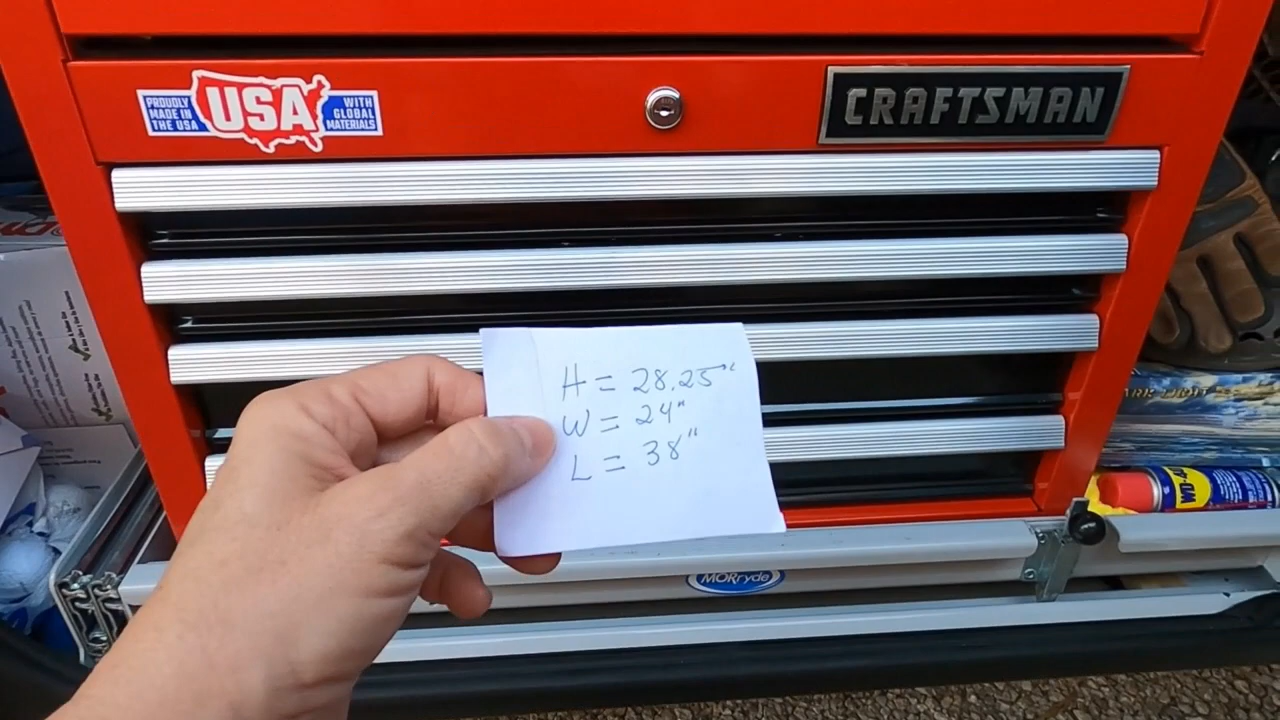 PROUDLY
MADE IN
THE USA
USA
WITH
GLOBAL
MATERIALS
CRAFTSMAN
H = 28.25"
W = 24"
L = 38"
MORryde
WD-40